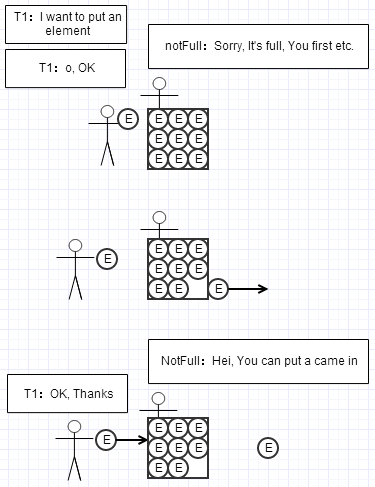 T1: I want to put an
element
notFull: Sorry, It's full, You first etc.
T1: o, OK
E
E E E
E E E
E E E
E
E E E
E E E
E E
E
NotFull: Hei, You can put a came in
T1: OK, Thanks
E
E E E
E E E
E E
E